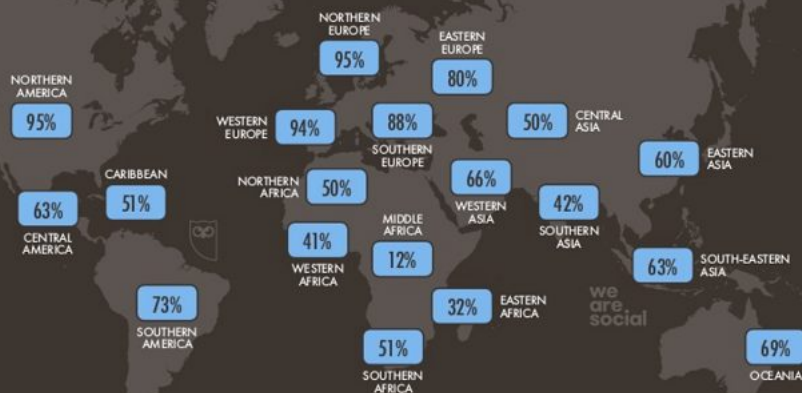 NORTHERN
EUROPE
95%
EASTERN
EUROPE
80%
NORTHERN
AMERICA
95%
WESTERN
EUROPE
94%
88%
SOUTHERN
EUROPE
50%
CENTRAL
ASIA
60%
EASTERN
ASIA
CARIBBEAN
51%
63%
CENTRAL
AMERICA
NORTHERN
AFRICA
50%
66%
WESTERN
ASIA
42%
SOUTHERN
ASIA
41%
WESTERN
AFRICA
MIDDLE
AFRICA
12%
63%
SOUTH-EASTERN
ASIA
73%
SOUTHERN
AMERICA
32%
EASTERN
AFRICA
we
are
social
51%
SOUTHERN
AFRICA
69%
OCEANIA